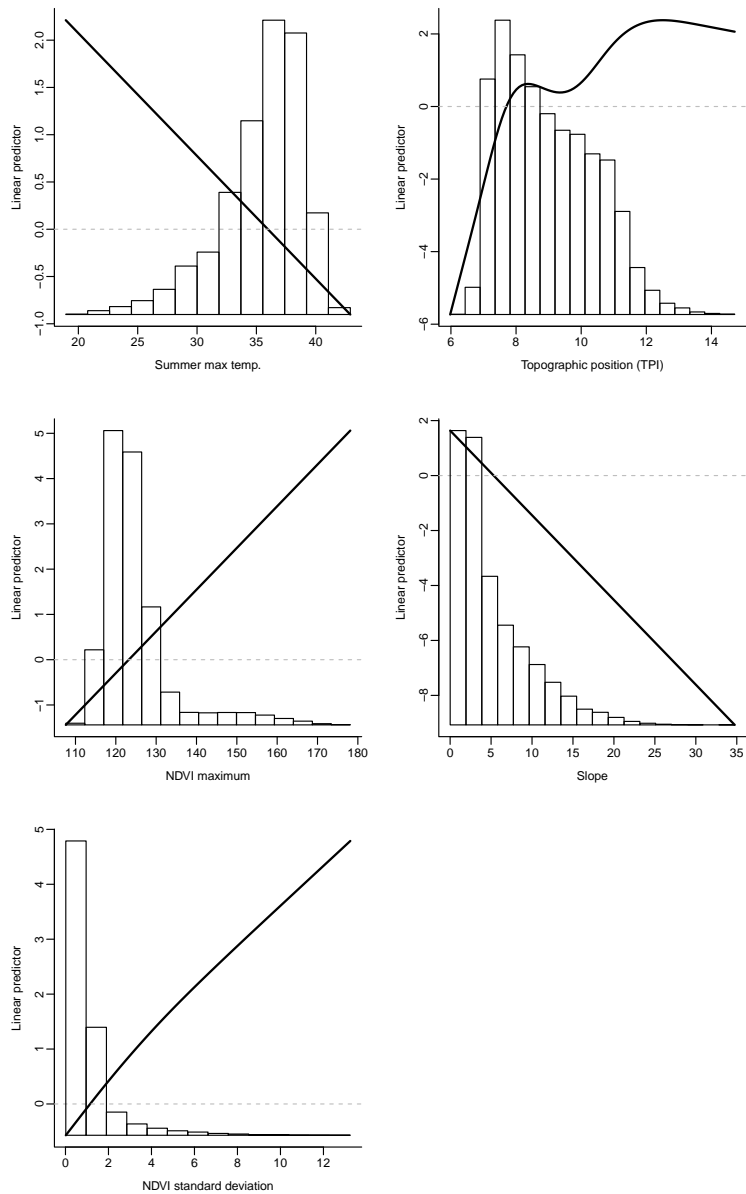 Linear predictor
2.0
1.5
1.0
0.5
0.0
−0.5
−1.0
20 25 30 35 40
Summer max temp.
Linear predictor
2
0
−2
−4
−6
6 8 10 12 14
Topographic position (TPI)
Linear predictor
5
4
3
2
1
0
−1
110 120 130 140 150 160 170 180
NDVI maximum
Linear predictor
2
0
−2
−4
−6
−8
0 5 10 15 20 25 30 35
Slope
Linear predictor
5
4
3
2
1
0
0 2 4 6 8 10 12
NDVI standard deviation